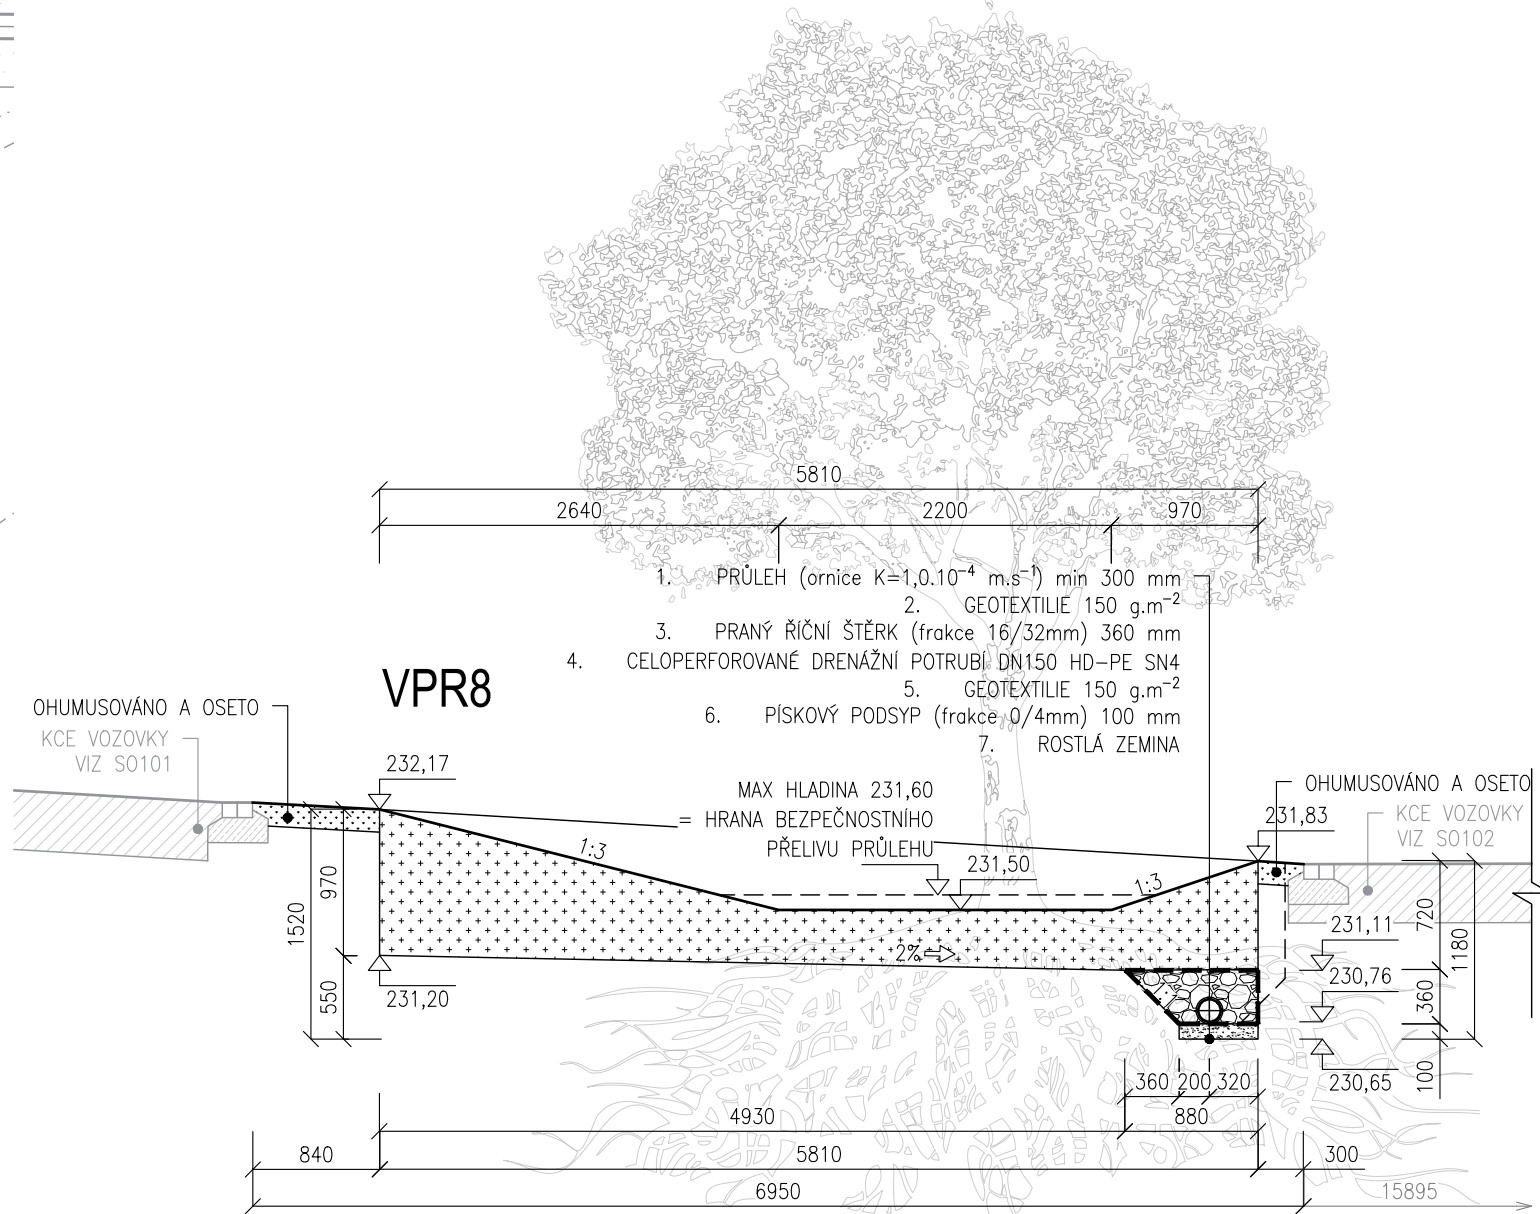 5810
2640
2200
970
1. PRŮLEH (ornice K=1,0.10⁻⁴ m.s⁻¹) min 300 mm
2. GEOTEXTILIE 150 g.m⁻²
3. PRANÝ ŘÍČNÍ ŠTĚRK (frakce 16/32mm) 360 mm
4. CELOPERFOROVANÉ DRENÁŽNÍ POTRUBÍ DN150 HD-PE SN4
5. GEOTEXTILIE 150 g.m⁻²
6. PÍSKOVÝ PODSYP (frakce 0/4mm) 100 mm
7. ROSTLÁ ZEMINA
VPR8
OHUMUSOVÁNO A OSETO
KCE VOZOVKY
VIZ SO101
232,17
MAX HLADINA 231,60
= HRANA BEZPEČNOSTNÍHO
PŘELIVU PRŮLEHU
231,50
OHUMUSOVÁNO A OSETO
231,83
KCE VOZOVKY
VIZ SO102
1:3
1:3
2%
970
1520
550
231,20
231,11
230,76
230,65
720
1180
360
100
360
200
320
4930
880
840
5810
300
6950
15895